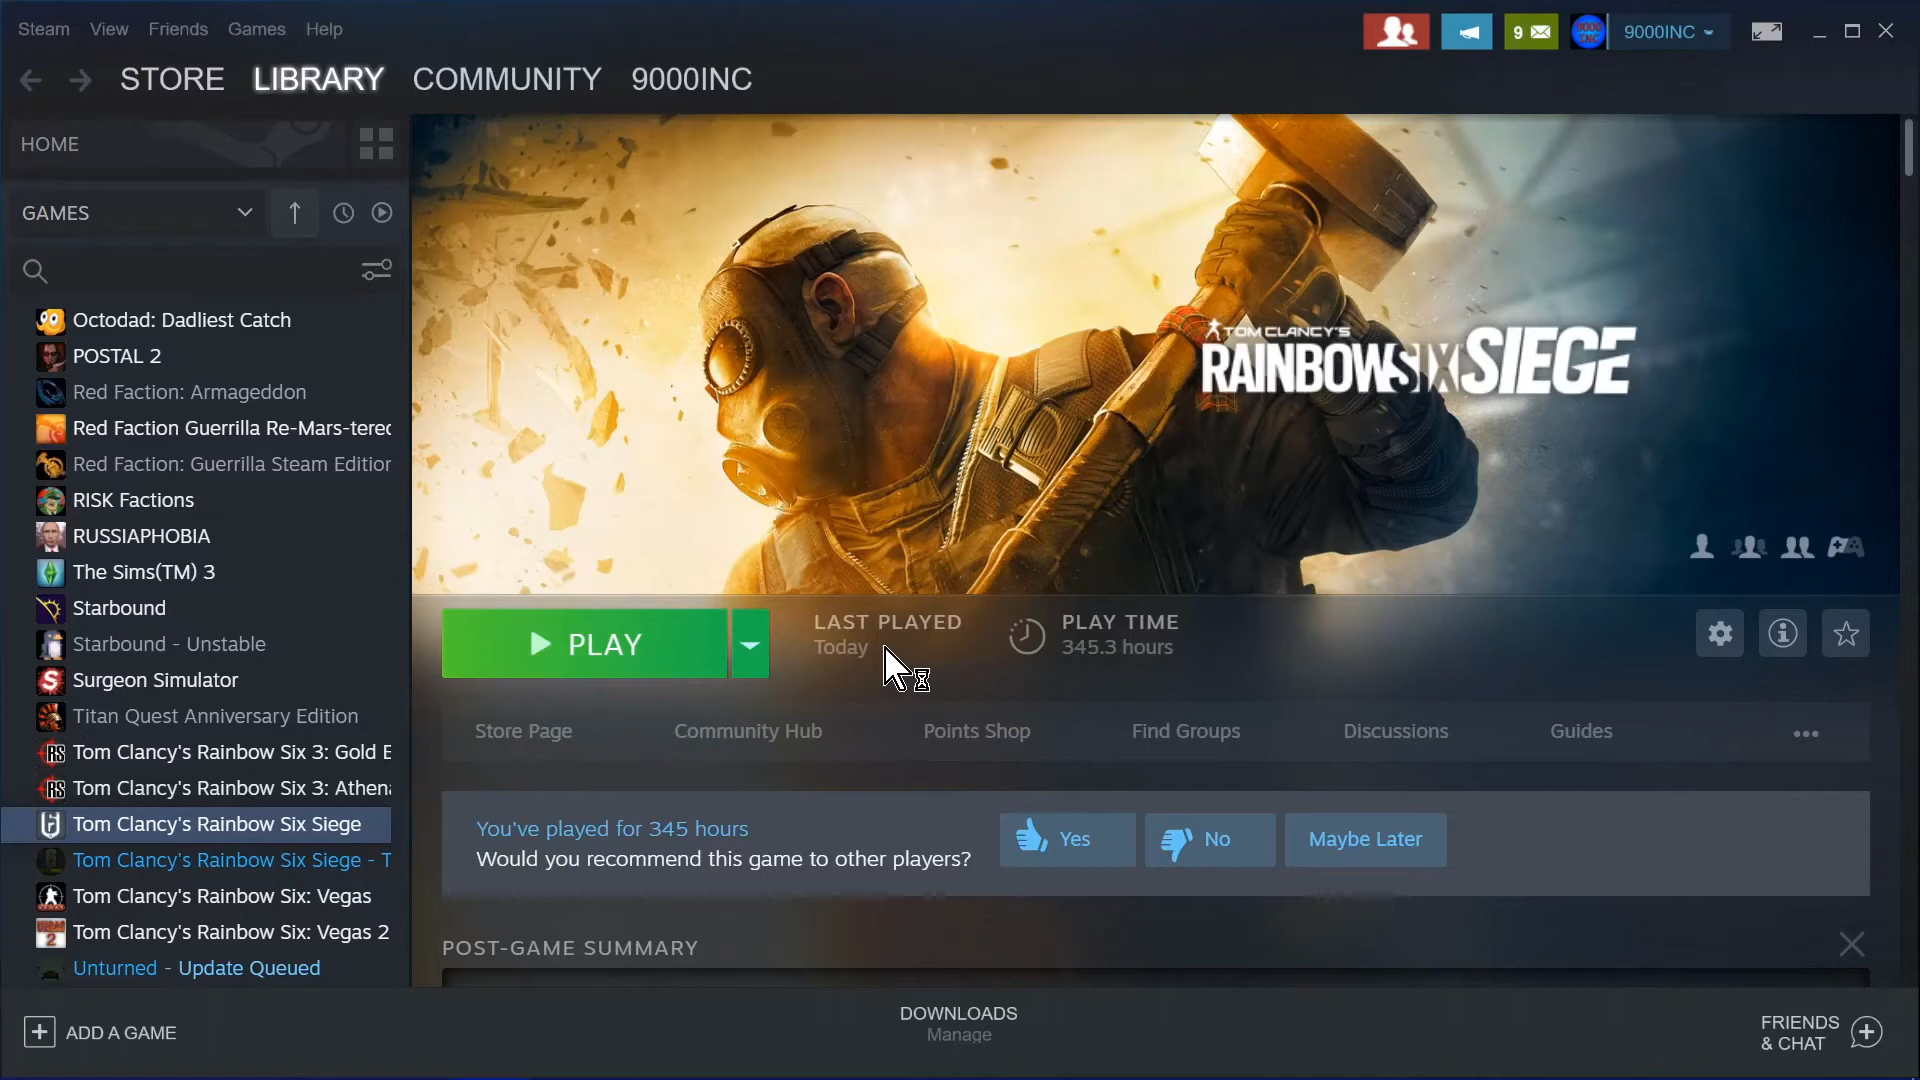 Steam View Friends Games Help
9
9000INC
STORE LIBRARY COMMUNITY 9000INC
HOME
GAMES
Octodad: Dadliest Catch
POSTAL 2
Red Faction: Armageddon
Red Faction Guerrilla Re-Mars-tered
Red Faction: Guerrilla Steam Edition
RISK Factions
RUSSIAPHOBIA
The Sims(TM) 3
Starbound
Starbound - Unstable
Surgeon Simulator
Titan Quest Anniversary Edition
Tom Clancy's Rainbow Six 3: Gold E
Tom Clancy's Rainbow Six 3: Athena
Tom Clancy's Rainbow Six Siege
Tom Clancy's Rainbow Six Siege - T
Tom Clancy's Rainbow Six: Vegas
Tom Clancy's Rainbow Six: Vegas 2
Unturned - Update Queued
ADD A GAME
TOM CLANCY'S
RAINBOWSIX SIEGE
PLAY
LAST PLAYED
Today
PLAY TIME
345.3 hours
Store Page Community Hub Points Shop Find Groups Discussions Guides
You've played for 345 hours
Would you recommend this game to other players?
Yes No Maybe Later
POST-GAME SUMMARY
DOWNLOADS
Manage
FRIENDS
& CHAT